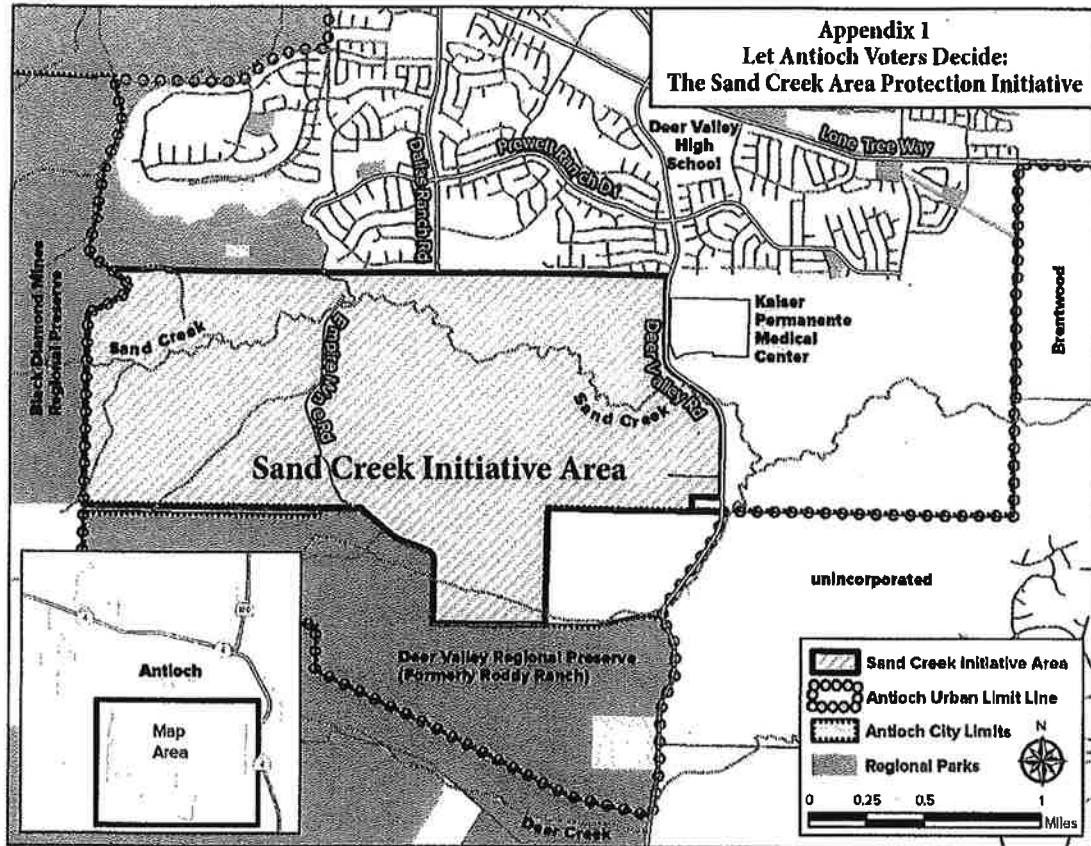 Appendix 1
Let Antioch Voters Decide:
The Sand Creek Area Protection Initiative
Deer Valley
High
School
Lone Tree Way
Prewett Ranch Dr
Dallas Ranch Rd
Black Diamond Mines
Regional Preserve
Sand Creek
Empire Mine Rd
Deer Valley Rd
Sand Creek
Kaiser
Permanente
Medical
Center
Brentwood
Sand Creek Initiative Area
unincorporated
Deer Valley Regional Preserve
(Formerly Roddy Ranch)
Deer Creek
4
160
4
Antioch
Map
Area
4
Sand Creek Initiative Area
Antioch Urban Limit Line
Antioch City Limits
Regional Parks
N
0 0.25 0.5 1
Miles